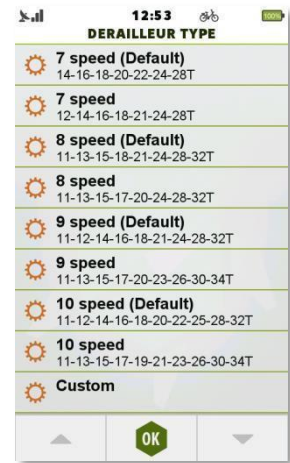 12:53
100%
DERAILLEUR TYPE
7 speed (Default)
14-16-18-20-22-24-28T
7 speed
12-14-16-18-21-24-28T
8 speed (Default)
11-13-15-18-21-24-28-32T
8 speed
11-13-15-17-20-24-28-32T
9 speed (Default)
11-12-14-16-18-21-24-28-32T
9 speed
11-13-15-17-20-23-26-30-34T
10 speed (Default)
11-12-14-16-18-20-22-25-28-32T
10 speed
11-13-15-17-19-21-23-26-30-34T
Custom
OK